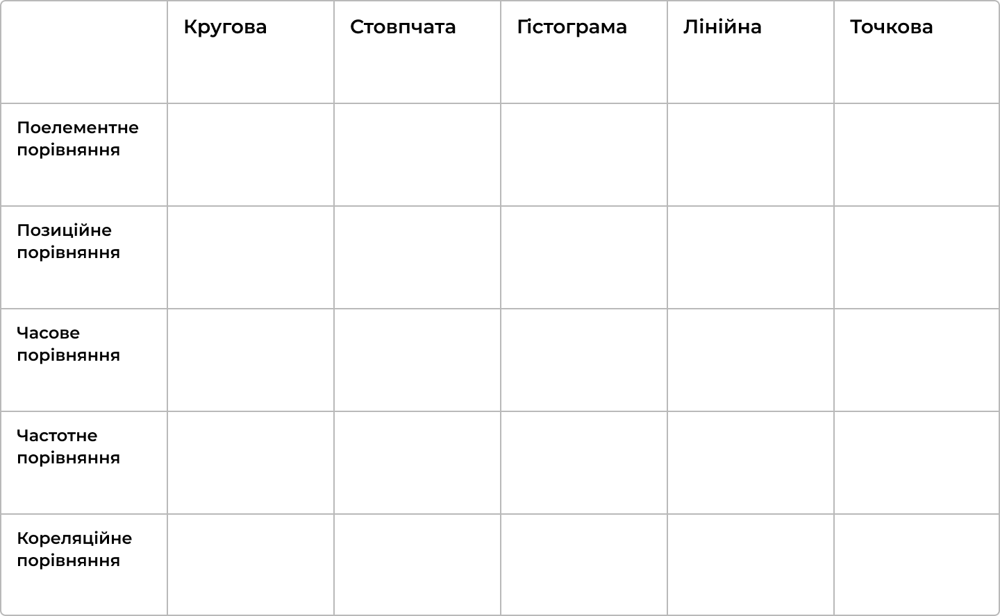 Кругова
Стовпчата
Гістограма
Лінійна
Точкова
Поелементне
порівняння
Позиційне
порівняння
Часове
порівняння
Частотне
порівняння
Кореляційне
порівняння